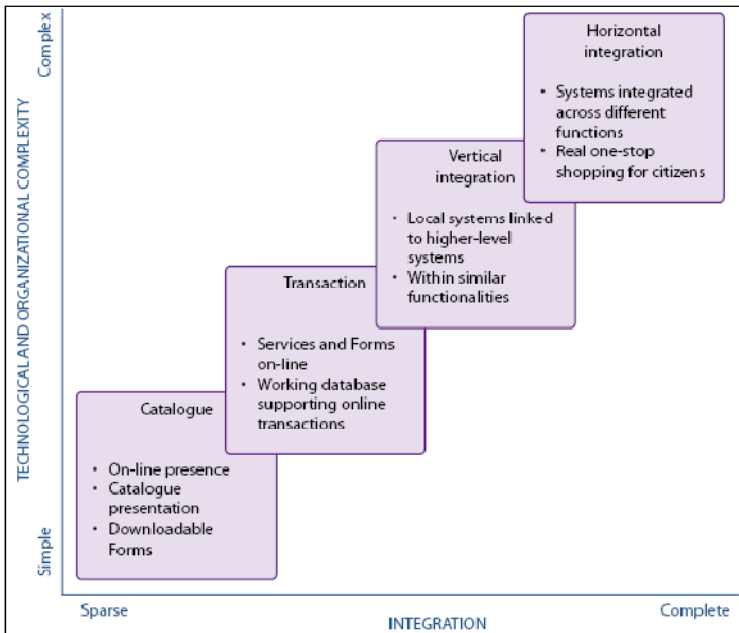 Complex
TECHNOLOGICAL AND ORGANIZATIONAL COMPLEXITY
Simple
Horizontal
integration
• Systems integrated
across different
functions
• Real one-stop
shopping for citizens
Vertical
integration
• Local systems linked
to higher-level
systems
• Within similar
functionalities
Transaction
• Services and Forms
on-line
• Working database
supporting online
transactions
Catalogue
• On-line presence
• Catalogue
presentation
• Downloadable
Forms
Sparse
INTEGRATION
Complete